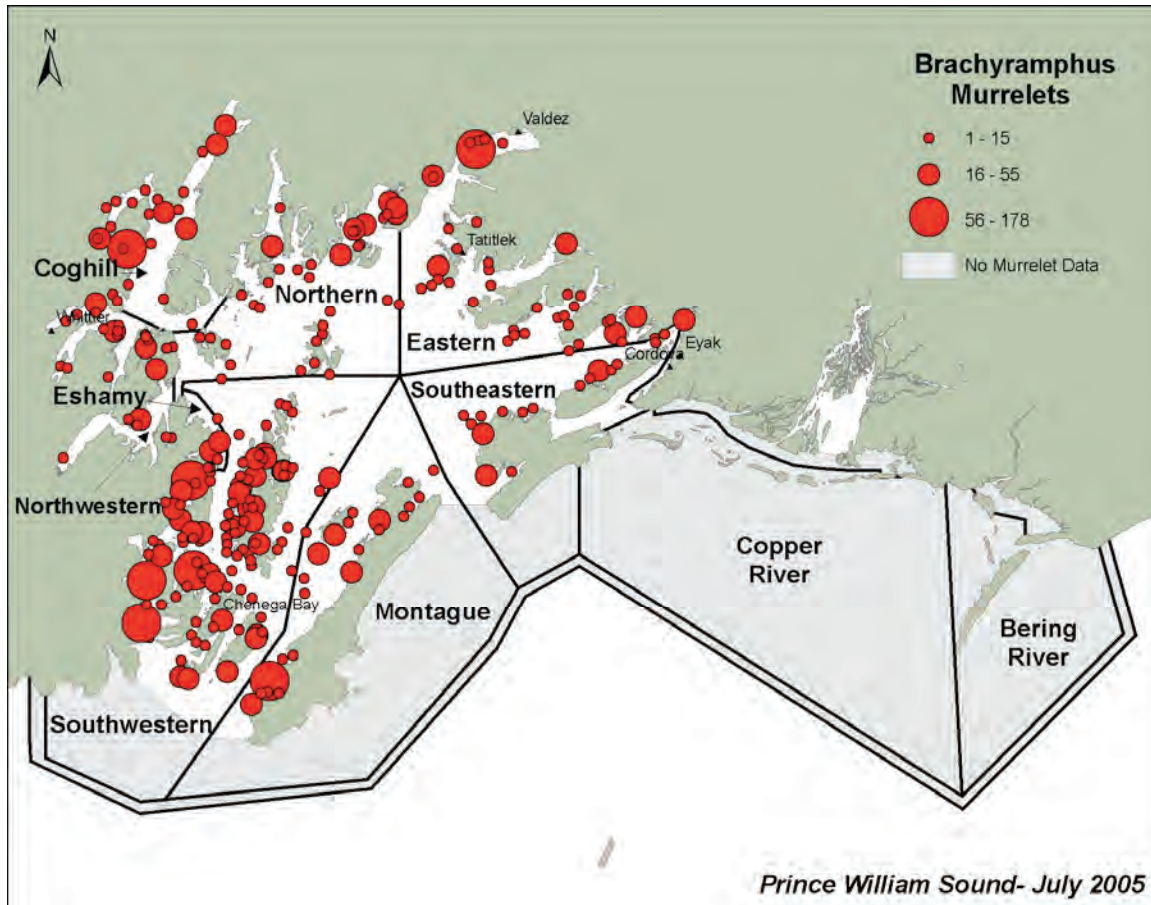 N
Brachyramphus
Murrelets
1 - 15
16 - 55
56 - 178
No Murrelet Data
Valdez
Tatitlek
Coghill
Northern
Whittier
Eastern
Eyak
Cordova
Eshamy
Southeastern
Northwestern
Copper
River
Chenega Bay
Montague
Bering
River
Southwestern
Prince William Sound- July 2005